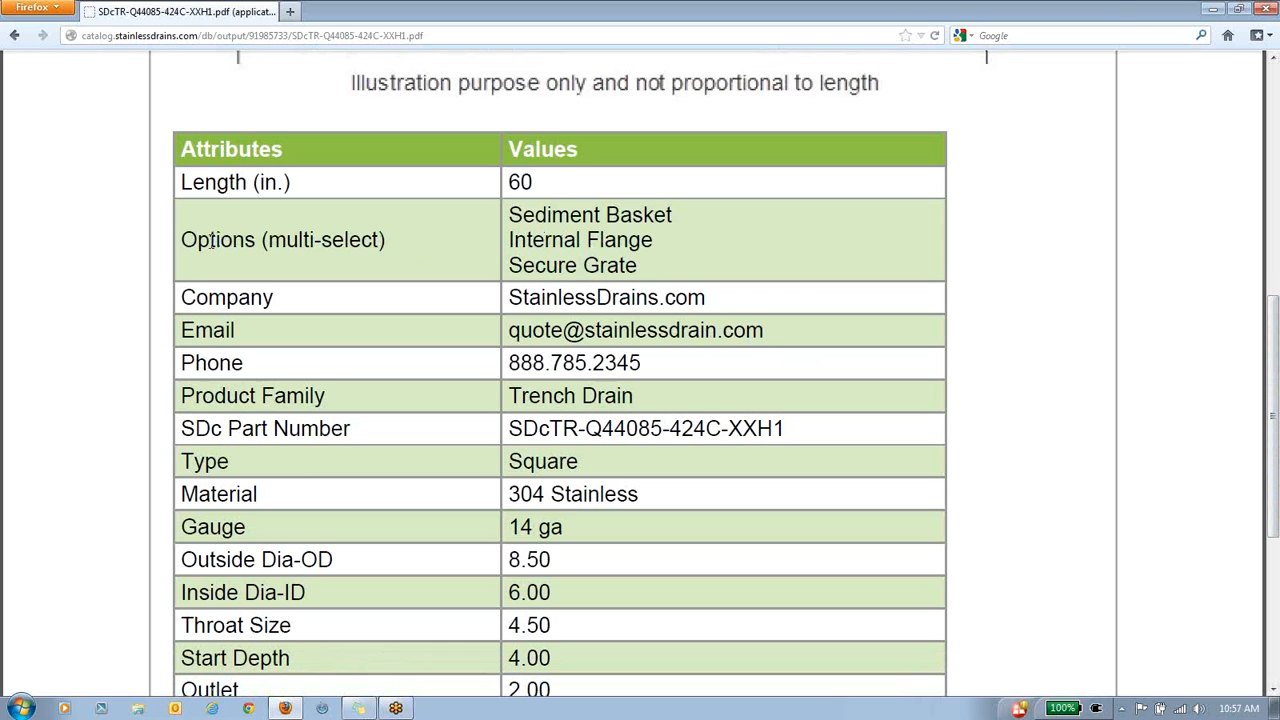 Firefox
SDcTR-Q44085-424C-XXH1.pdf (applicat...
catalog.stainlessdrains.com/db/output/91985733/SDcTR-Q44085-424C-XXH1.pdf
Google
Illustration purpose only and not proportional to length
Attributes Values
Length (in.) 60
Options (multi-select) Sediment Basket
Internal Flange
Secure Grate
Company StainlessDrains.com
Email quote@stainlessdrain.com
Phone 888.785.2345
Product Family Trench Drain
SDc Part Number SDcTR-Q44085-424C-XXH1
Type Square
Material 304 Stainless
Gauge 14 ga
Outside Dia-OD 8.50
Inside Dia-ID 6.00
Throat Size 4.50
Start Depth 4.00
Outlet 2.00
100% 10:57 AM